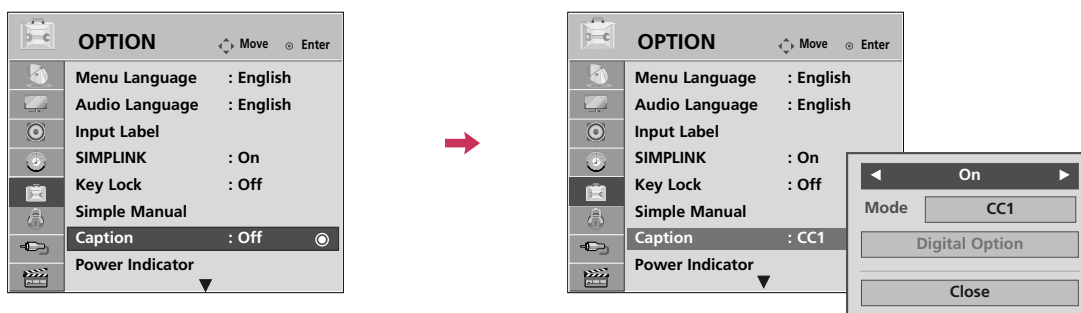 OPTION Move Enter
Menu Language : English
Audio Language : English
Input Label
SIMPLINK : On
Key Lock : Off
Simple Manual
Caption : Off
Power Indicator
OPTION Move Enter
Menu Language : English
Audio Language : English
Input Label
SIMPLINK : On
Key Lock : Off
Simple Manual
Caption : CC1
Power Indicator
On
Mode CC1
Digital Option
Close